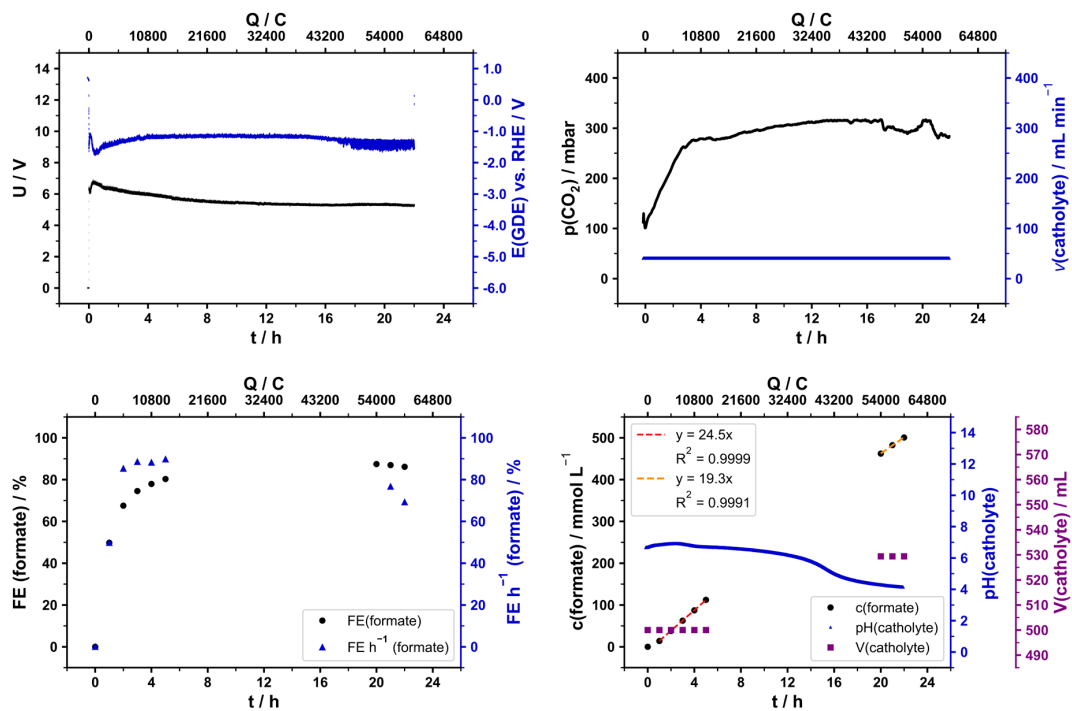 Q / C
0 10800 21600 32400 43200 54000 64800
14
12
10
8
6
4
2
0
U / V
1.0
0.0
-1.0
-2.0
-3.0
-4.0
-5.0
-6.0
E(GDE) vs. RHE / V
0 4 8 12 16 20 24
t / h
Q / C
0 10800 21600 32400 43200 54000 64800
400
300
200
100
0
p(CO₂) / mbar
400
300
200
100
0
v(catholyte) / mL min⁻¹
0 4 8 12 16 20 24
t / h
Q / C
0 10800 21600 32400 43200 54000 64800
100
80
60
40
20
0
FE (formate) / %
100
80
60
40
20
0
FE h⁻¹ (formate) / %
FE(formate)
FE h⁻¹ (formate)
0 4 8 12 16 20 24
t / h
Q / C
0 10800 21600 32400 43200 54000 64800
500
400
300
200
100
0
c(formate) / mmol L⁻¹
y = 24.5x
R² = 0.9999
y = 19.3x
R² = 0.9991
14
12
10
8
6
4
2
0
pH(catholyte)
580
570
560
550
540
530
520
510
500
490
V(catholyte) / mL
c(formate)
pH(catholyte)
V(catholyte)
0 4 8 12 16 20 24
t / h